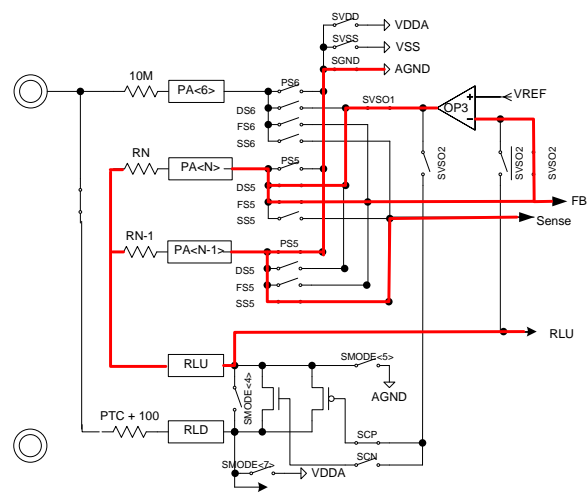 SVDD
VDDA
SVSS
VSS
SGND
AGND
10M
PA<6>
PS6
DS6
FS6
SS6
SVSO1
OP3
+
-
VREF
SVSO2
SVSO2
SVSO2
RN
PA<N>
PS5
DS5
FS5
SS5
FB
Sense
RN-1
PA<N-1>
PS5
DS5
FS5
SS5
RLU
RLU
SMODE<5>
AGND
SMODE<4>
PTC + 100
RLD
SCP
SCN
SMODE<7>
VDDA